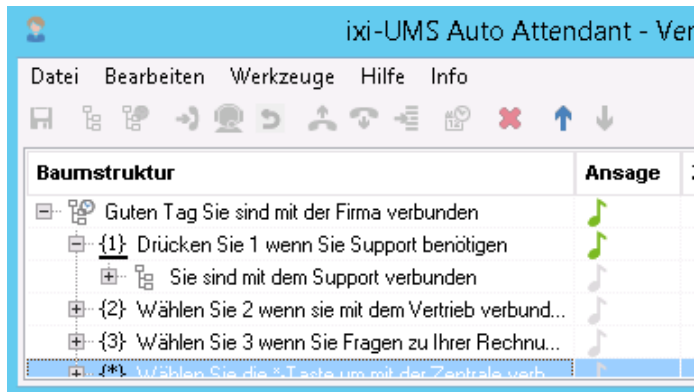 ixi-UMS Auto Attendant - Ver
Datei Bearbeiten Werkzeuge Hilfe Info
Baumstruktur Ansage
Guten Tag Sie sind mit der Firma verbunden
{1} Drücken Sie 1 wenn Sie Support benötigen
Sie sind mit dem Support verbunden
{2} Wählen Sie 2 wenn sie mit dem Vertrieb verbund...
{3} Wählen Sie 3 wenn Sie Fragen zu Ihrer Rechnu...
{*} Wählen Sie die *-Taste um mit der Zentrale verb...